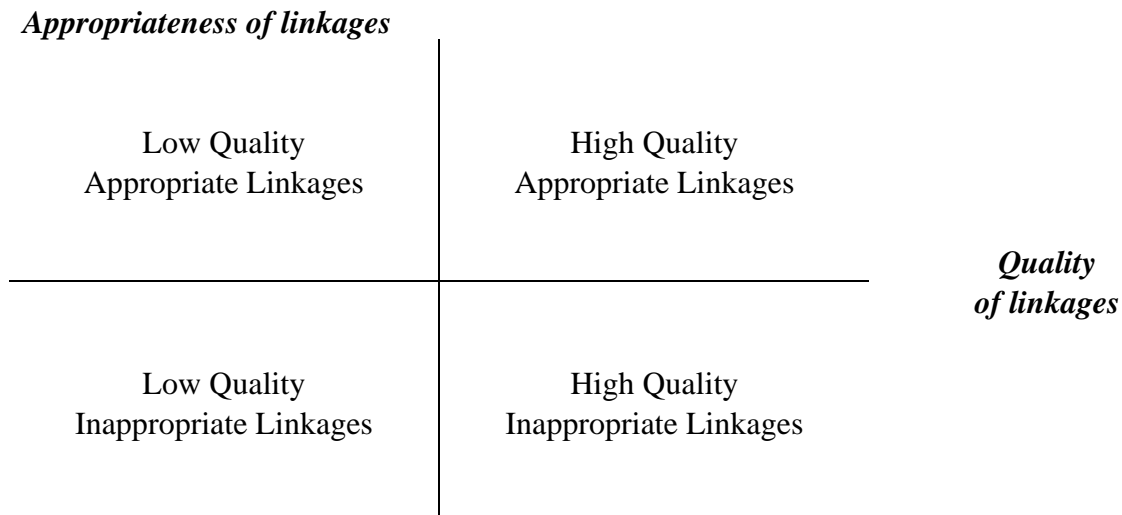 Appropriateness of linkages
Low Quality
Appropriate Linkages
High Quality
Appropriate Linkages
Quality
of linkages
Low Quality
Inappropriate Linkages
High Quality
Inappropriate Linkages